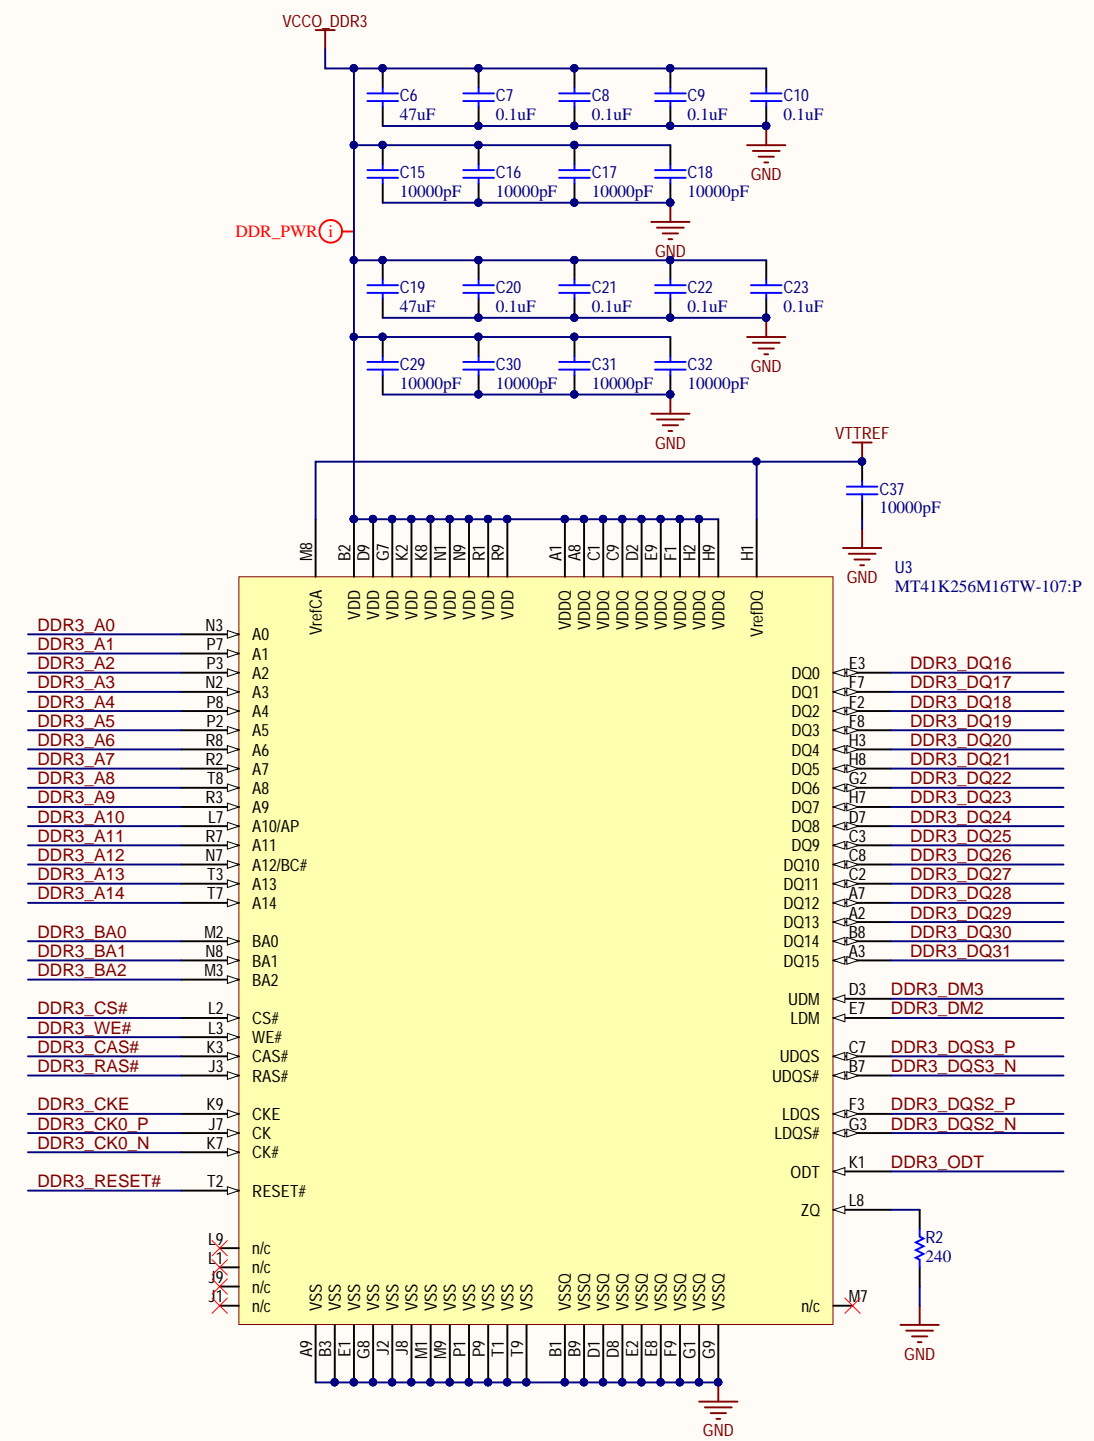 VCCO_DDR3
C6 C7 C8 C9 C10
47uF 0.1uF 0.1uF 0.1uF 0.1uF
GND
C15 C16 C17 C18
10000pF 10000pF 10000pF 10000pF
DDR_PWR i
GND
C19 C20 C21 C22 C23
47uF 0.1uF 0.1uF 0.1uF 0.1uF
GND
C29 C30 C31 C32
10000pF 10000pF 10000pF 10000pF
GND
VTTREF
C37
10000pF
GND
U3
MT41K256M16TW-107:P
M8 B2 D9 G7 K2 K8 N1 N9 R1 R9 A1 A8 C1 C9 D2 E9 F1 H2 H9 H1
VrefCA VDD VDD VDD VDD VDD VDD VDD VDD VDD VDDQ VDDQ VDDQ VDDQ VDDQ VDDQ VDDQ VDDQ VDDQ VrefDQ
DDR3_A0 N3 A0
DDR3_A1 P7 A1
DDR3_A2 P3 A2 DQ0 E3 DDR3_DQ16
DDR3_A3 N2 A3 DQ1 F7 DDR3_DQ17
DDR3_A4 P8 A4 DQ2 F2 DDR3_DQ18
DDR3_A5 P2 A5 DQ3 F8 DDR3_DQ19
DDR3_A6 R8 A6 DQ4 H3 DDR3_DQ20
DDR3_A7 R2 A7 DQ5 H8 DDR3_DQ21
DDR3_A8 T8 A8 DQ6 G2 DDR3_DQ22
DDR3_A9 R3 A9 DQ7 H7 DDR3_DQ23
DDR3_A10 L7 A10/AP DQ8 D7 DDR3_DQ24
DDR3_A11 R7 A11 DQ9 C3 DDR3_DQ25
DDR3_A12 N7 A12/BC# DQ10 C8 DDR3_DQ26
DDR3_A13 T3 A13 DQ11 C2 DDR3_DQ27
DDR3_A14 T7 A14 DQ12 A7 DDR3_DQ28
DQ13 A2 DDR3_DQ29
DDR3_BA0 M2 BA0 DQ14 B8 DDR3_DQ30
DDR3_BA1 N8 BA1 DQ15 A3 DDR3_DQ31
DDR3_BA2 M3 BA2
UDM D3 DDR3_DM3
DDR3_CS# L2 CS# LDM E7 DDR3_DM2
DDR3_WE# L3 WE#
DDR3_CAS# K3 CAS# UDQS C7 DDR3_DQS3_P
DDR3_RAS# J3 RAS# UDQS# B7 DDR3_DQS3_N
DDR3_CKE K9 CKE LDQS F3 DDR3_DQS2_P
DDR3_CK0_P J7 CK LDQS# G3 DDR3_DQS2_N
DDR3_CK0_N K7 CK#
ODT K1 DDR3_ODT
DDR3_RESET# T2 RESET#
ZQ L8
R2
240
L9 n/c
L1 n/c
J9 n/c
J1 n/c n/c M7
VSS VSS VSS VSS VSS VSS VSS VSS VSS VSS VSS VSS VSSQ VSSQ VSSQ VSSQ VSSQ VSSQ VSSQ VSSQ VSSQ
A9 B3 E1 G8 J2 J8 M1 M9 P1 P9 T1 T9 B1 B9 D1 D8 E2 E8 F9 G1 G9
GND
GND